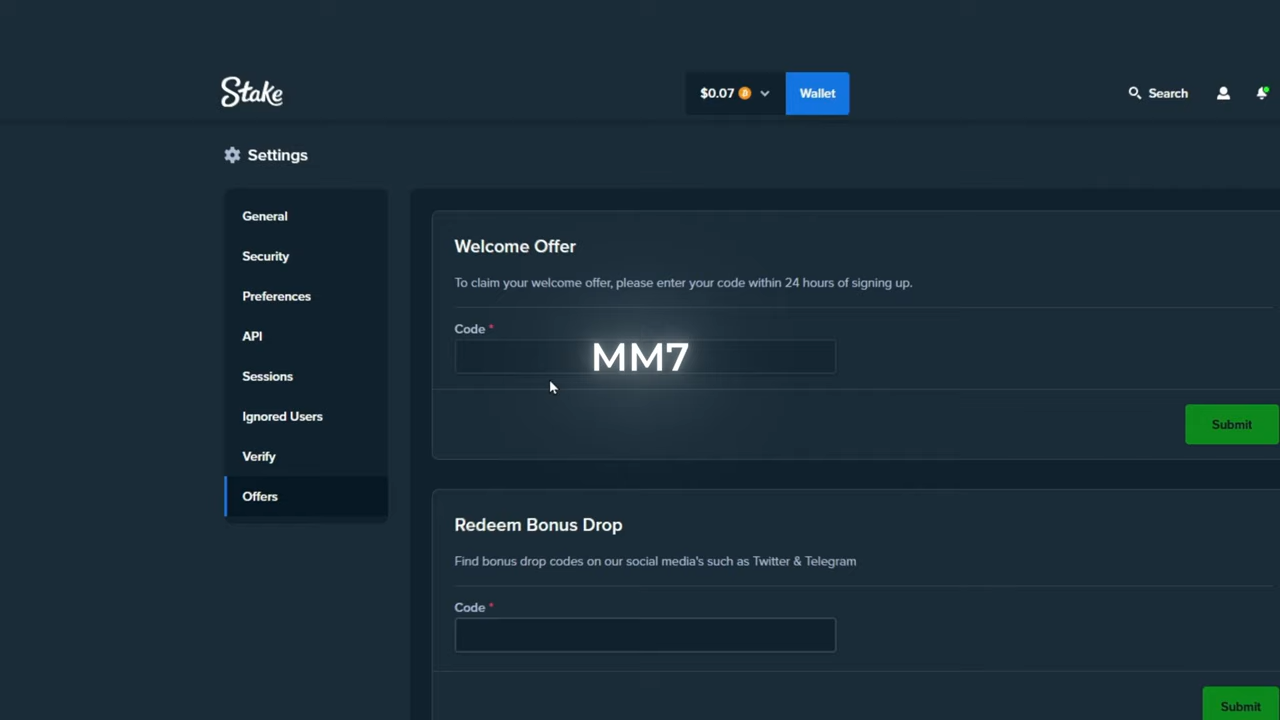 Stake
$0.07
Wallet
Search
Settings
General
Security
Preferences
API
Sessions
Ignored Users
Verify
Offers
Welcome Offer
To claim your welcome offer, please enter your code within 24 hours of signing up.
Code *
MM7
Submit
Redeem Bonus Drop
Find bonus drop codes on our social media's such as Twitter & Telegram
Code *
Submit